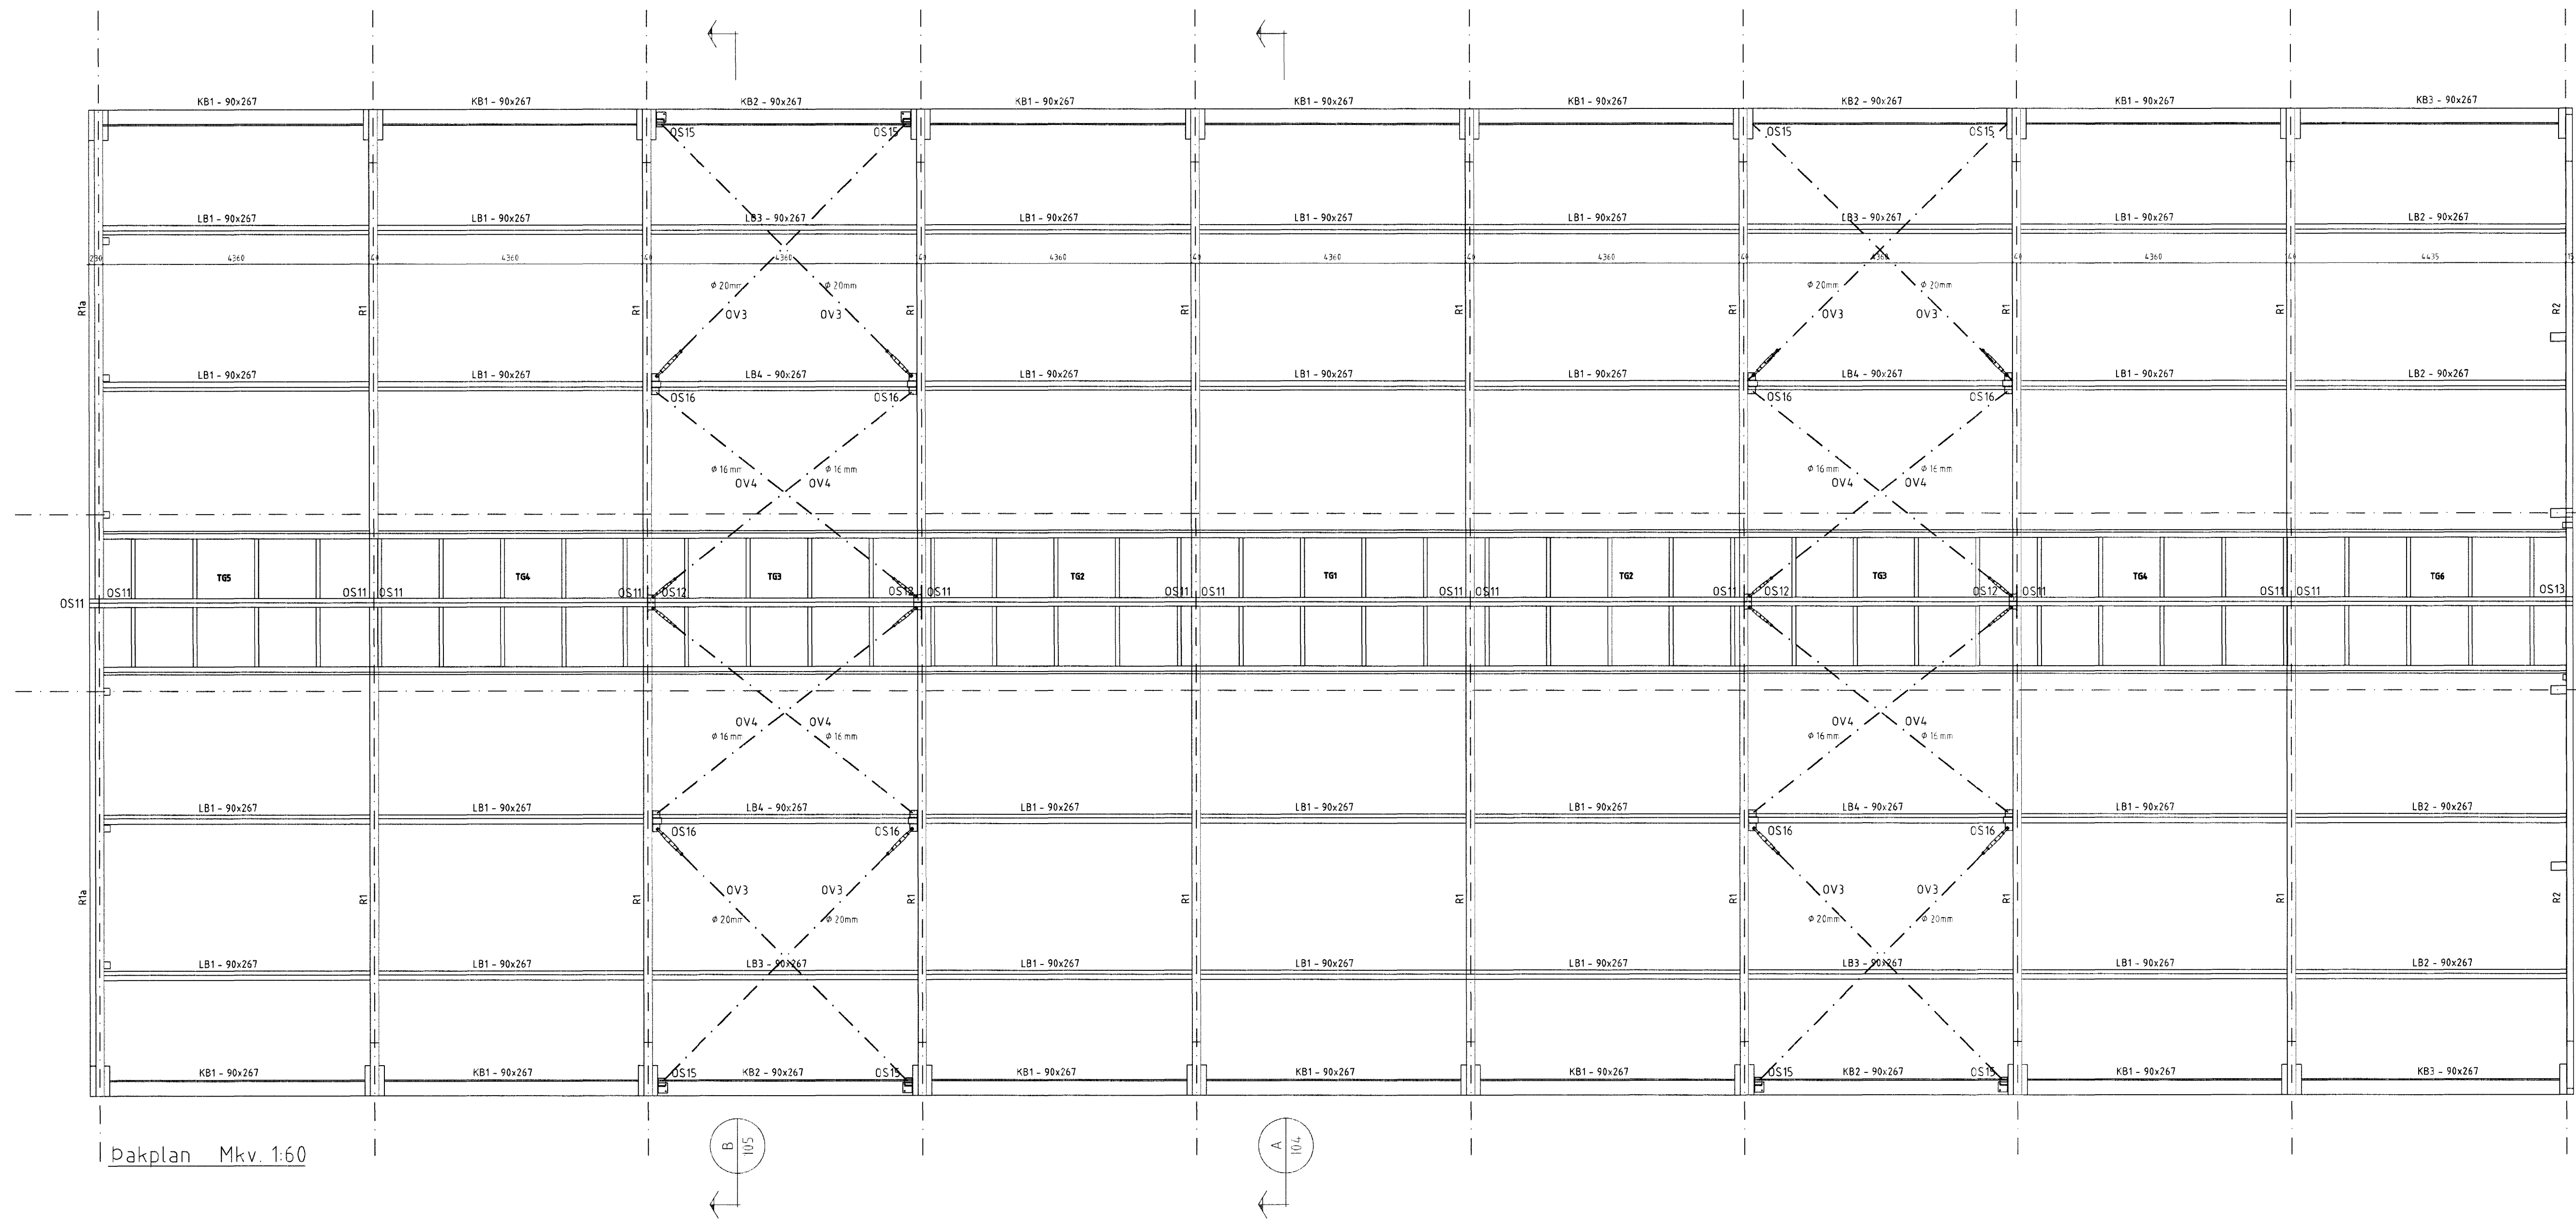 KB1 - 90x267 KB1 - 90x267 KB2 - 90x267 KB1 - 90x267 KB1 - 90x267 KB1 - 90x267 KB2 - 90x267 KB1 - 90x267 KB3 - 90x267
OS15 OS15 OS15 OS15
LB1 - 90x267 LB1 - 90x267 LB3 - 90x267 LB1 - 90x267 LB1 - 90x267 LB1 - 90x267 LB3 - 90x267 LB1 - 90x267 LB2 - 90x267
4360 4360 4360 4360 4360 4360 4360 4360 4435
ϕ 20mm ϕ 20mm ϕ 20mm ϕ 20mm
R1a R1 R1 R1 R1 R1 R1 R1 R1 R2
OV3 OV3 OV3 OV3
LB1 - 90x267 LB1 - 90x267 LB4 - 90x267 LB1 - 90x267 LB1 - 90x267 LB1 - 90x267 LB4 - 90x267 LB1 - 90x267 LB2 - 90x267
OS16 OS16 OS16 OS16
ϕ 16mm ϕ 16mm ϕ 16mm ϕ 16mm
OV4 OV4 OV4 OV4
TG5 TG4 TG3 TG2 TG1 TG2 TG3 TG4 TG6
OS11 OS11 OS11 OS11 OS12 OS11 OS11 OS11 OS11 OS11 OS11 OS12 OS12 OS11 OS11 OS11 OS13
OS11
OV4 OV4 OV4 OV4
ϕ 16mm ϕ 16mm ϕ 16mm ϕ 16mm
LB1 - 90x267 LB1 - 90x267 LB4 - 90x267 LB1 - 90x267 LB1 - 90x267 LB1 - 90x267 LB4 - 90x267 LB1 - 90x267 LB2 - 90x267
OS16 OS16 OS16 OS16
OV3 OV3 OV3 OV3
R1a R1 R1 R1 R1 R1 R1 R1 R1 R2
ϕ 20mm ϕ 20mm ϕ 20mm ϕ 20mm
LB1 - 90x267 LB1 - 90x267 LB3 - 90x267 LB1 - 90x267 LB1 - 90x267 LB1 - 90x267 LB3 - 90x267 LB1 - 90x267 LB2 - 90x267
KB1 - 90x267 KB1 - 90x267 KB2 - 90x267 KB1 - 90x267 KB1 - 90x267 KB1 - 90x267 KB2 - 90x267 KB1 - 90x267 KB3 - 90x267
OS15 OS15 OS15 OS15
B 105
A 104
Þakplan Mkv. 1:60